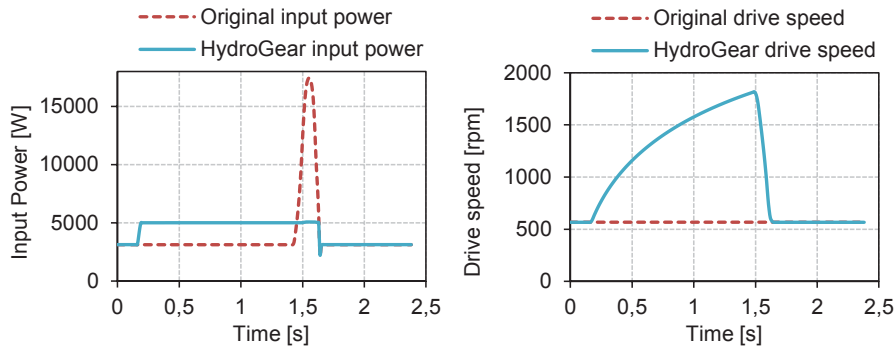 Original input power
HydroGear input power
15000
10000
5000
0
Input Power [W]
0 0,5 1 1,5 2 2,5
Time [s]
Original drive speed
HydroGear drive speed
2000
1500
1000
500
0
Drive speed [rpm]
0 0,5 1 1,5 2 2,5
Time [s]